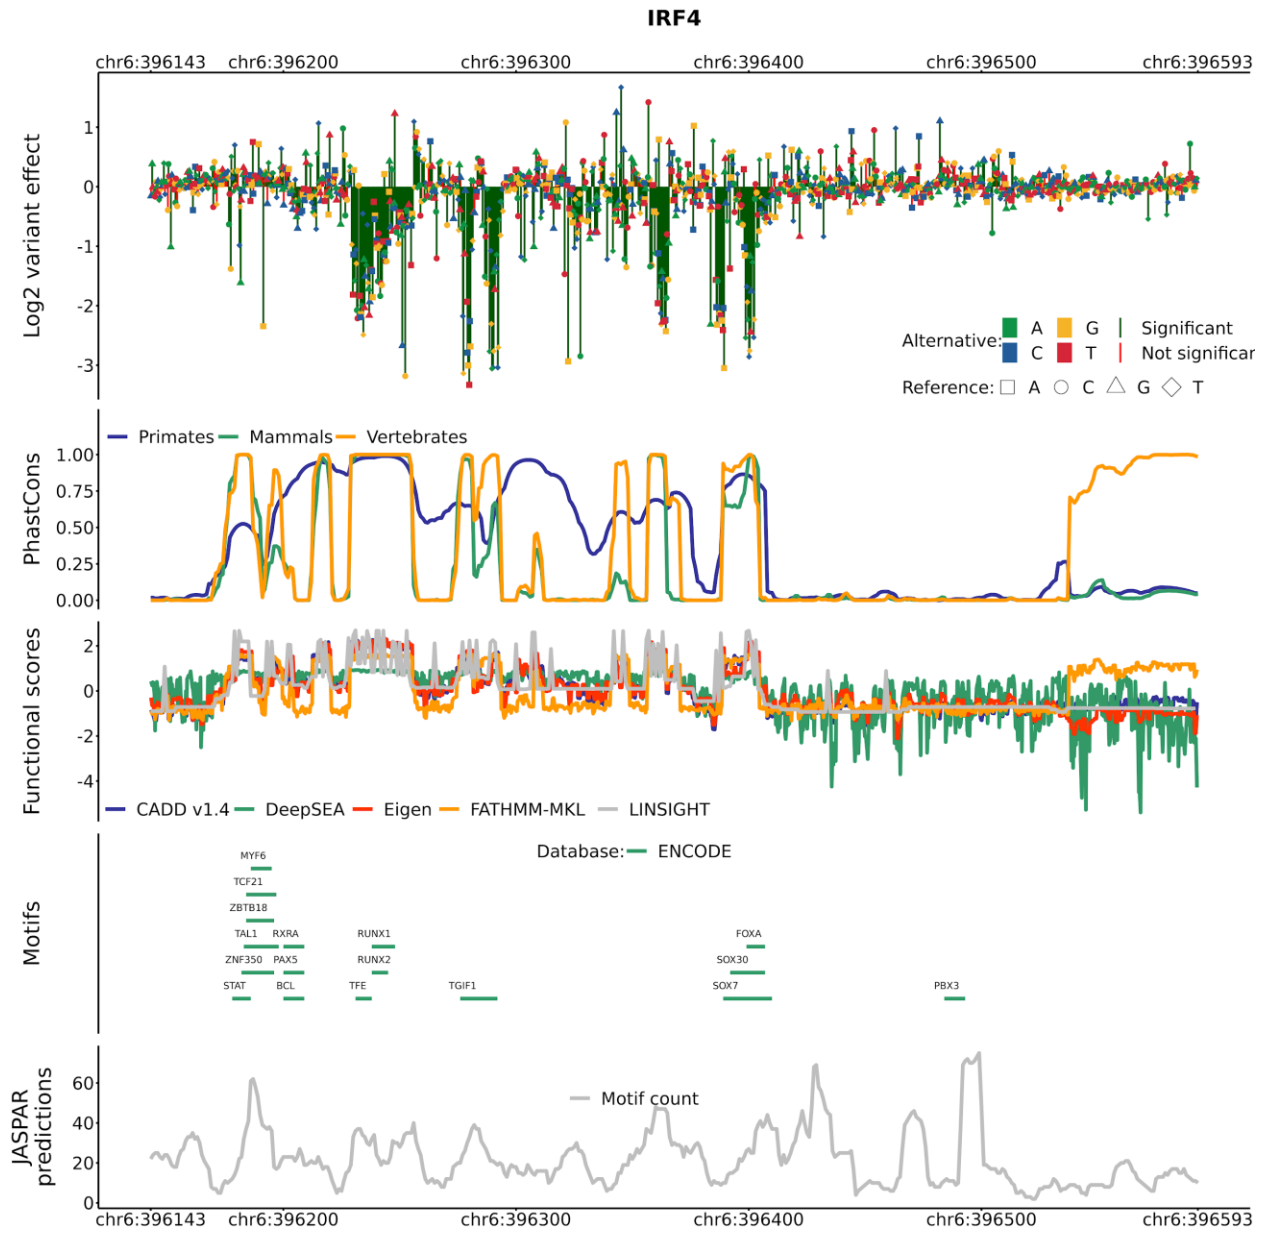 IRF4
chr6:396143 chr6:396200 chr6:396300 chr6:396400 chr6:396500 chr6:396593
Log2 variant effect
1
0
-1
-2
-3
Alternative: A G Significant
C T Not significar
Reference: A C G T
PhastCons
Primates Mammals Vertebrates
1.00
0.75
0.50
0.25
0.00
Functional scores
2
0
-2
-4
CADD v1.4 DeepSEA Eigen FATHMM-MKL LINSIGHT
Motifs
Database: ENCODE
MYF6
TCF21
ZBTB18
TAL1 RXRA RUNX1 FOXA
ZNF350 PAX5 RUNX2 SOX30
STAT BCL TFE TGIF1 SOX7 PBX3
JASPAR
predictions
60
40
20
0
Motif count
chr6:396143 chr6:396200 chr6:396300 chr6:396400 chr6:396500 chr6:396593